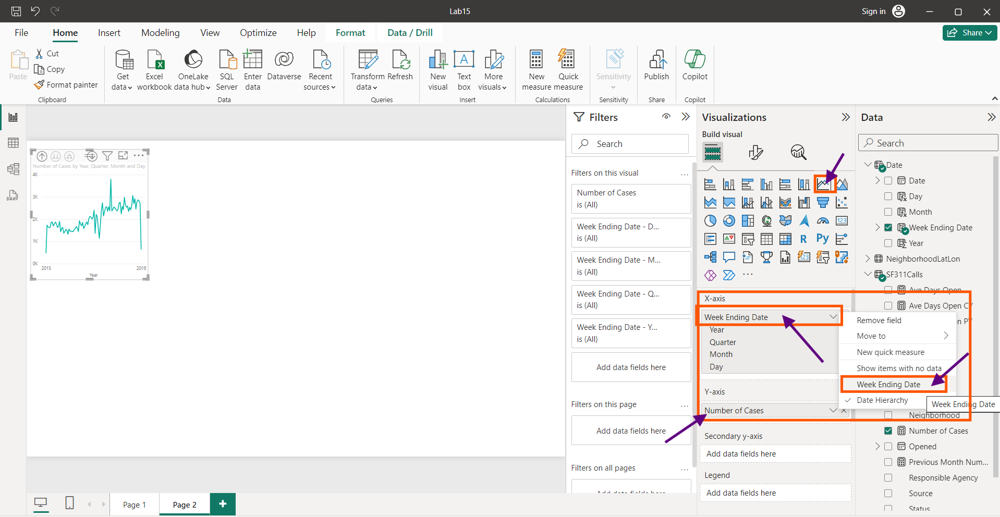 Lab15
Sign in
File
Home
Insert
Modeling
View
Optimize
Help
Format
Data / Drill
Share
Paste
Cut
Copy
Format painter
Clipboard
Get data
Excel workbook
OneLake data hub
SQL Server
Enter data
Dataverse
Recent sources
Data
Transform data
Refresh
Queries
New visual
Text box
More visuals
Insert
New measure
Quick measure
Calculations
Sensitivity
Sensitivity
Publish
Share
Copilot
Copilot
DAX
Number of Cases by Year, Quarter, Month and Day
4K
3K
2K
1K
0K
2015
2016
Year
Filters
Search
Filters on this visual
Number of Cases
is (All)
Week Ending Date - D...
is (All)
Week Ending Date - M...
is (All)
Week Ending Date - Q...
is (All)
Week Ending Date - Y...
is (All)
Add data fields here
Filters on this page
Add data fields here
Filters on all pages
Add data fields here
Visualizations
Build visual
123
R
Py
123
X-axis
Week Ending Date
Year
Quarter
Month
Day
Y-axis
Number of Cases
Secondary y-axis
Add data fields here
Legend
Add data fields here
Remove field
Move to
New quick measure
Show items with no data
Week Ending Date
Date Hierarchy
Week Ending Date
Data
Search
Date
Date
Day
Month
Week Ending Date
Year
NeighborhoodLatLon
SF311Calls
Ave Days Open
Ave Days Open CY
n PY
Neighborhood
Number of Cases
Opened
Previous Month Num...
Responsible Agency
Source
Status
Page 1
Page 2